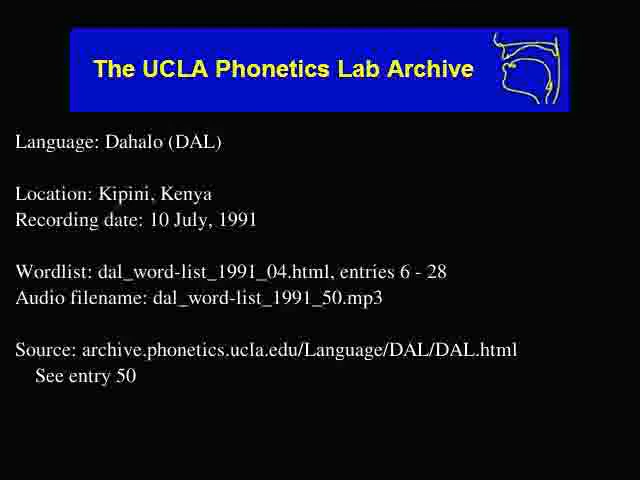 The UCLA Phonetics Lab Archive
Language: Dahalo (DAL)
Location: Kipini, Kenya
Recording date: 10 July, 1991
Wordlist: dal_word-list_1991_04.html, entries 6 - 28
Audio filename: dal_word-list_1991_50.mp3
Source: archive.phonetics.ucla.edu/Language/DAL/DAL.html
See entry 50